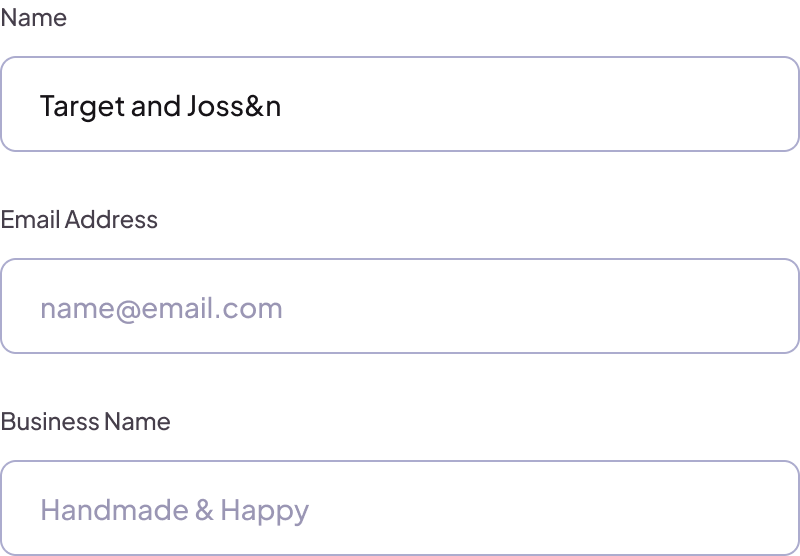 Name
Target and Joss&n
Email Address
name@email.com
Business Name
Handmade & Happy